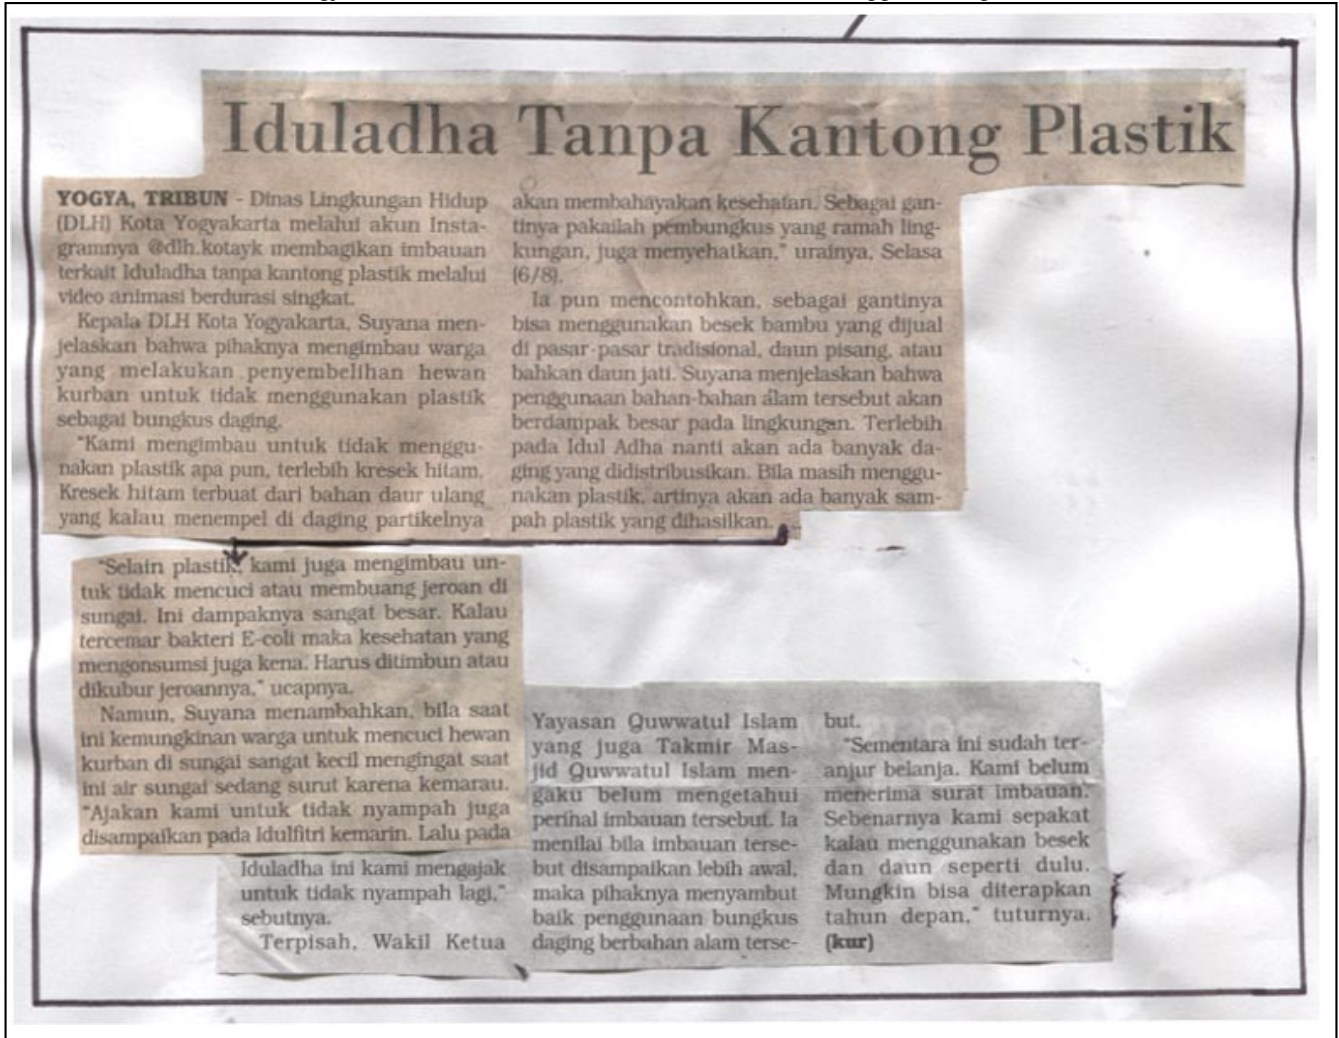 Iduladha Tanpa Kantong Plastik
YOGYA, TRIBUN - Dinas Lingkungan Hidup
(DLH) Kota Yogyakarta melalui akun Insta-
gramnya @dlh.kotayk membagikan imbauan
terkait Iduladha tanpa kantong plastik melalui
video animasi berdurasi singkat.
Kepala DLH Kota Yogyakarta, Suyana men-
jelaskan bahwa pihaknya mengimbau warga
yang melakukan penyembelihan hewan
kurban untuk tidak menggunakan plastik
sebagai bungkus daging.
"Kami mengimbau untuk tidak menggu-
nakan plastik apa pun, terlebih kresek hitam.
Kresek hitam terbuat dari bahan daur ulang
yang kalau menempel di daging partikelnya
akan membahayakan kesehatan. Sebagai gan-
tinya pakailah pembungkus yang ramah ling-
kungan, juga menyehatkan," urainya, Selasa
(6/8).
Ia pun mencontohkan, sebagai gantinya
bisa menggunakan besek bambu yang dijual
di pasar-pasar tradisional, daun pisang, atau
bahkan daun jati. Suyana menjelaskan bahwa
penggunaan bahan-bahan alam tersebut akan
berdampak besar pada lingkungan. Terlebih
pada Idul Adha nanti akan ada banyak da-
ging yang didistribusikan. Bila masih menggu-
nakan plastik, artinya akan ada banyak sam-
pah plastik yang dihasilkan.
"Selain plastik, kami juga mengimbau un-
tuk tidak mencuci atau membuang jeroan di
sungai. Ini dampaknya sangat besar. Kalau
tercemar bakteri E-coli maka kesehatan yang
mengonsumsi juga kena. Harus ditimbun atau
dikubur jeroannya," ucapnya.
Namun, Suyana menambahkan, bila saat
ini kemungkinan warga untuk mencuci hewan
kurban di sungai sangat kecil mengingat saat
ini air sungai sedang surut karena kemarau.
"Ajakan kami untuk tidak nyampah juga
disampaikan pada Idulfitri kemarin. Lalu pada
Iduladha ini kami mengajak
untuk tidak nyampah lagi,"
sebutnya.
Terpisah, Wakil Ketua
Yayasan Quwwatul Islam
yang juga Takmir Mas-
jid Quwwatul Islam men-
gaku belum mengetahui
perihal imbauan tersebut. Ia
menilai bila imbauan terse-
but disampaikan lebih awal,
maka pihaknya menyambut
baik penggunaan bungkus
daging berbahan alam terse-
but.
"Sementara ini sudah ter-
anjur belanja. Kami belum
menerima surat imbauan.
Sebenarnya kami sepakat
kalau menggunakan besek
dan daun seperti dulu.
Mungkin bisa diterapkan
tahun depan," tuturnya.
(kur)